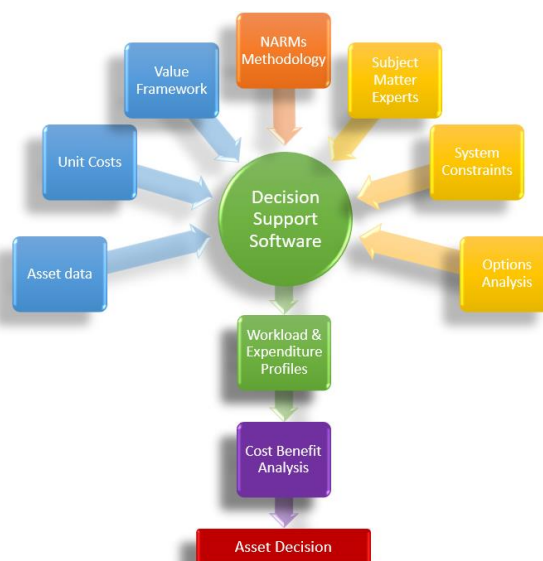 NARMs
Methodology
Value
Framework
Subject
Matter
Experts
Unit Costs
System
Constraints
Decision
Support
Software
Asset data
Options
Analysis
Workload &
Expenditure
Profiles
Cost Benefit
Analysis
Asset Decision